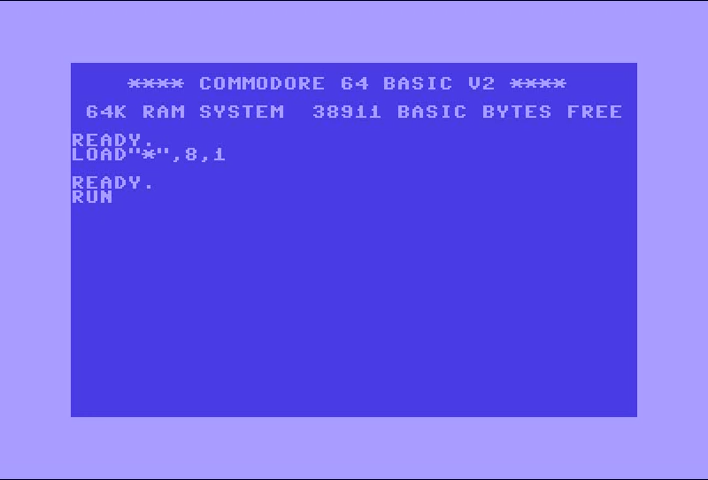 **** COMMODORE 64 BASIC V2 ****
64K RAM SYSTEM  38911 BASIC BYTES FREE
READY.
LOAD"*",8,1
READY.
RUN